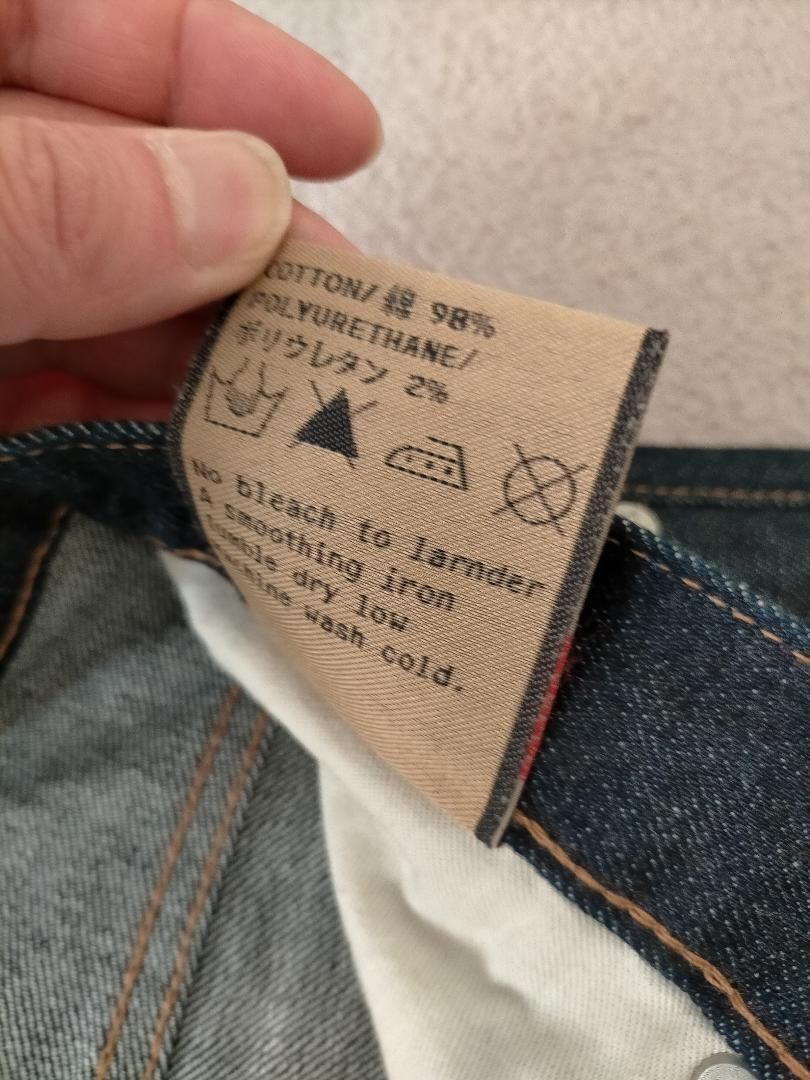 COTTON/綿 98%
POLYURETHANE/
ポリウレタン 2%
No bleach to larnder
A smoothing iron
Tumble dry low
Machine wash cold.